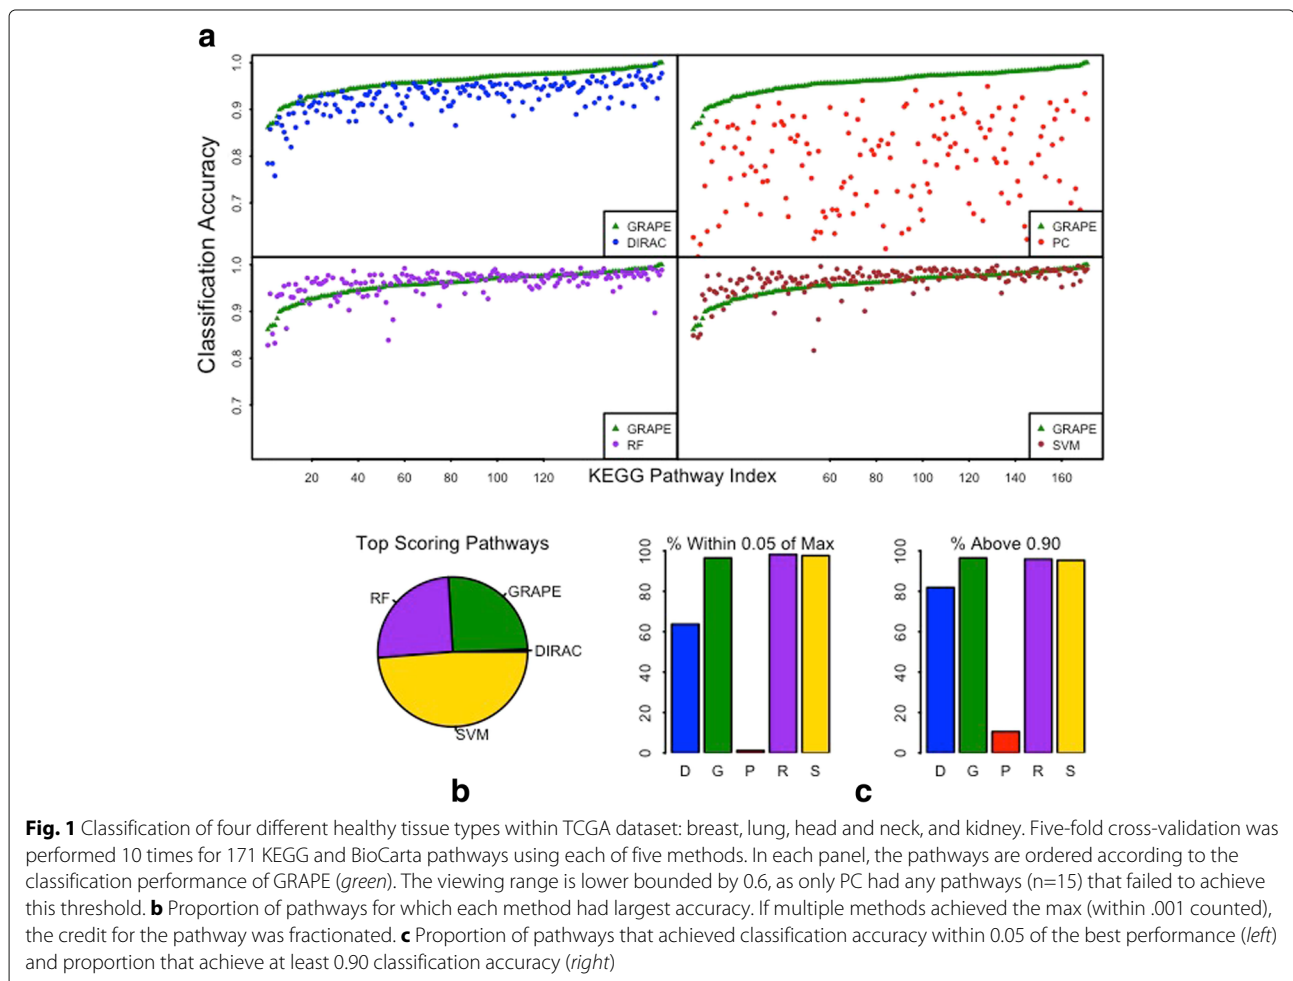 a
Classification Accuracy
1.0
0.9
0.8
0.7
GRAPE
DIRAC
GRAPE
PC
1.0
0.9
0.8
0.7
GRAPE
RF
GRAPE
SVM
20 40 60 80 100 120 KEGG Pathway Index 60 80 100 120 140 160
Top Scoring Pathways
RF
GRAPE
DIRAC
SVM
b
% Within 0.05 of Max
100
80
60
40
20
0
D G P R S
% Above 0.90
100
80
60
40
20
0
D G P R S
c
Fig. 1 Classification of four different healthy tissue types within TCGA dataset: breast, lung, head and neck, and kidney. Five-fold cross-validation was
performed 10 times for 171 KEGG and BioCarta pathways using each of five methods. In each panel, the pathways are ordered according to the
classification performance of GRAPE (green). The viewing range is lower bounded by 0.6, as only PC had any pathways (n=15) that failed to achieve
this threshold. b Proportion of pathways for which each method had largest accuracy. If multiple methods achieved the max (within .001 counted),
the credit for the pathway was fractionated. c Proportion of pathways that achieved classification accuracy within 0.05 of the best performance (left)
and proportion that achieve at least 0.90 classification accuracy (right)